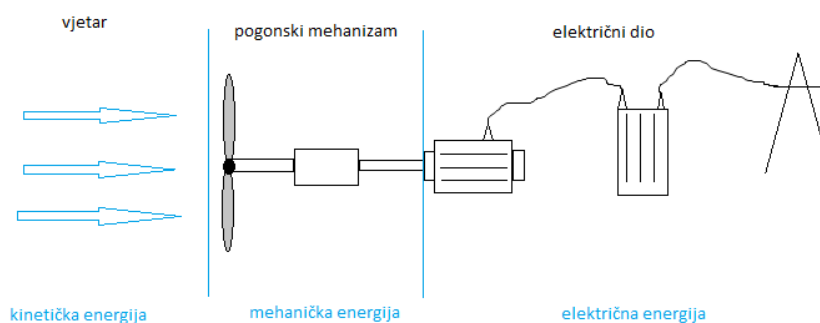 vjetar
pogonski mehanizam
električni dio
kinetička energija
mehanička energija
električna energija